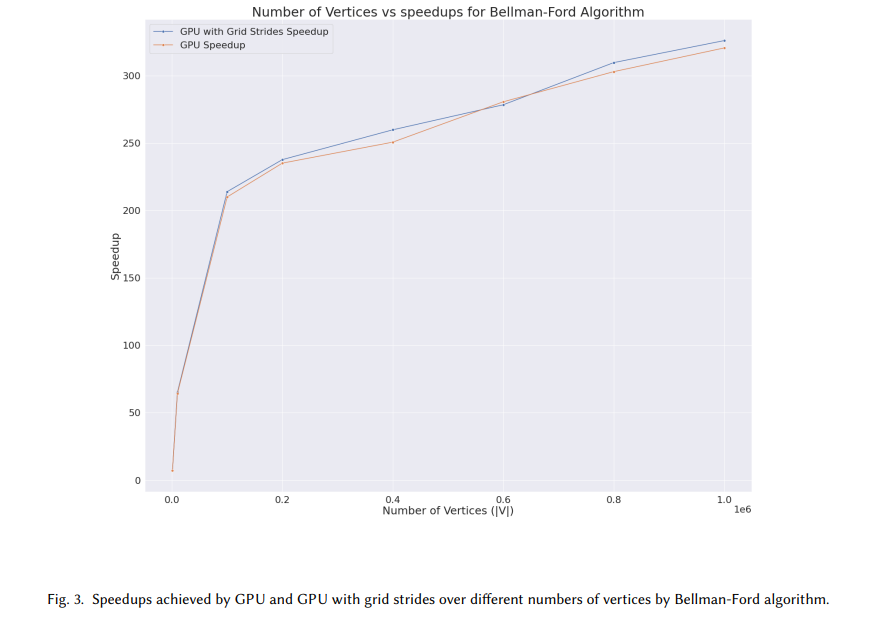 Number of Vertices vs speedups for Bellman-Ford Algorithm
GPU with Grid Strides Speedup
GPU Speedup
300
250
200
150
100
50
0
Speedup
0.0 0.2 0.4 0.6 0.8 1.0
1e6
Number of Vertices (|V|)
Fig. 3. Speedups achieved by GPU and GPU with grid strides over different numbers of vertices by Bellman-Ford algorithm.